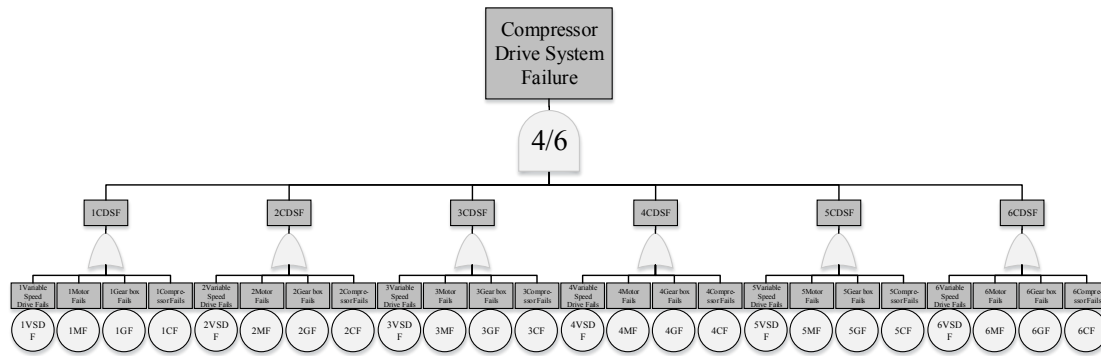 Compressor
Drive System
Failure
4/6
1CDSF
2CDSF
3CDSF
4CDSF
5CDSF
6CDSF
1Variable
Speed
Drive Fails
1Motor
Fails
1Gear box
Fails
1Compre-
ssorFails
2Variable
Speed
Drive Fails
2Motor
Fails
2Gear box
Fails
2Compre-
ssorFails
3Variable
Speed
Drive Fails
3Motor
Fails
3Gear box
Fails
3Compre-
ssorFails
4Variable
Speed
Drive Fails
4Motor
Fails
4Gear box
Fails
4Compre-
ssorFails
5Variable
Speed
Drive Fails
5Motor
Fails
5Gear box
Fails
5Compre-
ssorFails
6Variable
Speed
Drive Fails
6Motor
Fails
6Gear box
Fails
6Compre-
ssorFails
1VSD
F
1MF
1GF
1CF
2VSD
F
2MF
2GF
2CF
3VSD
F
3MF
3GF
3CF
4VSD
F
4MF
4GF
4CF
5VSD
F
5MF
5GF
5CF
6VSD
F
6MF
6GF
6CF